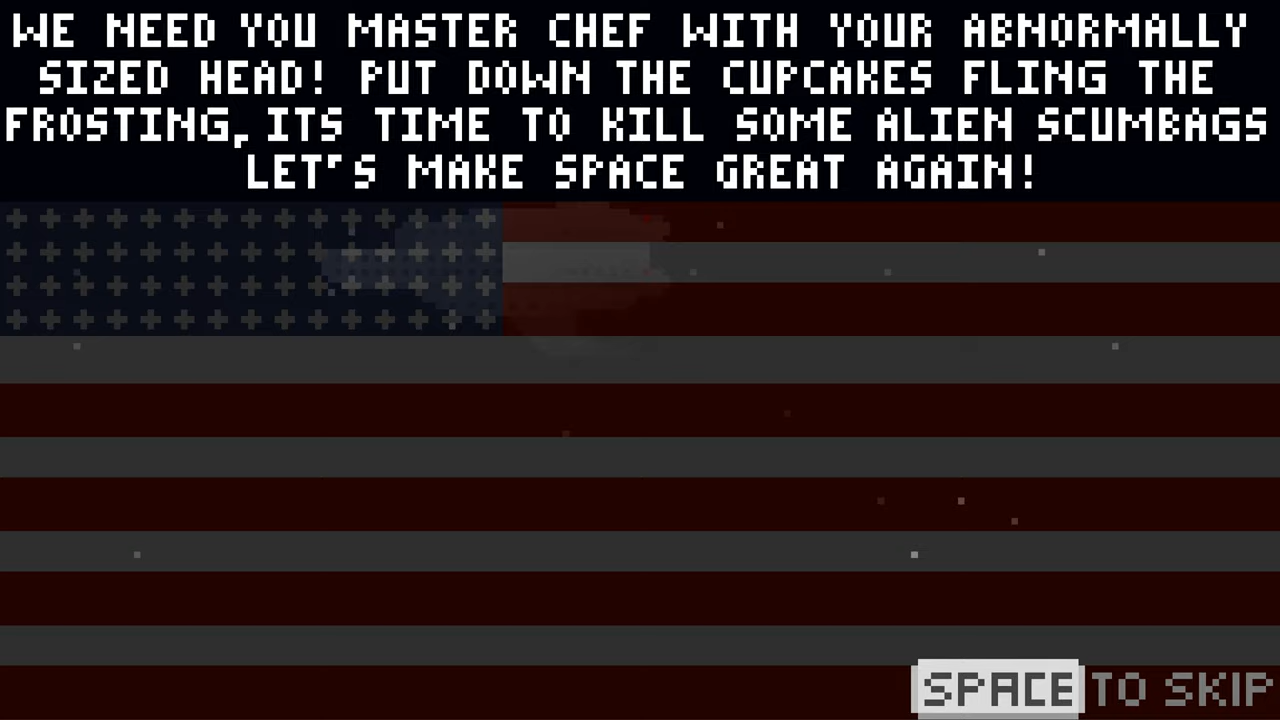 WE NEED YOU MASTER CHEF WITH YOUR ABNORMALLY
SIZED HEAD! PUT DOWN THE CUPCAKES FLING THE
FROSTING, ITS TIME TO KILL SOME ALIEN SCUMBAGS
LET'S MAKE SPACE GREAT AGAIN!
SPACE TO SKIP